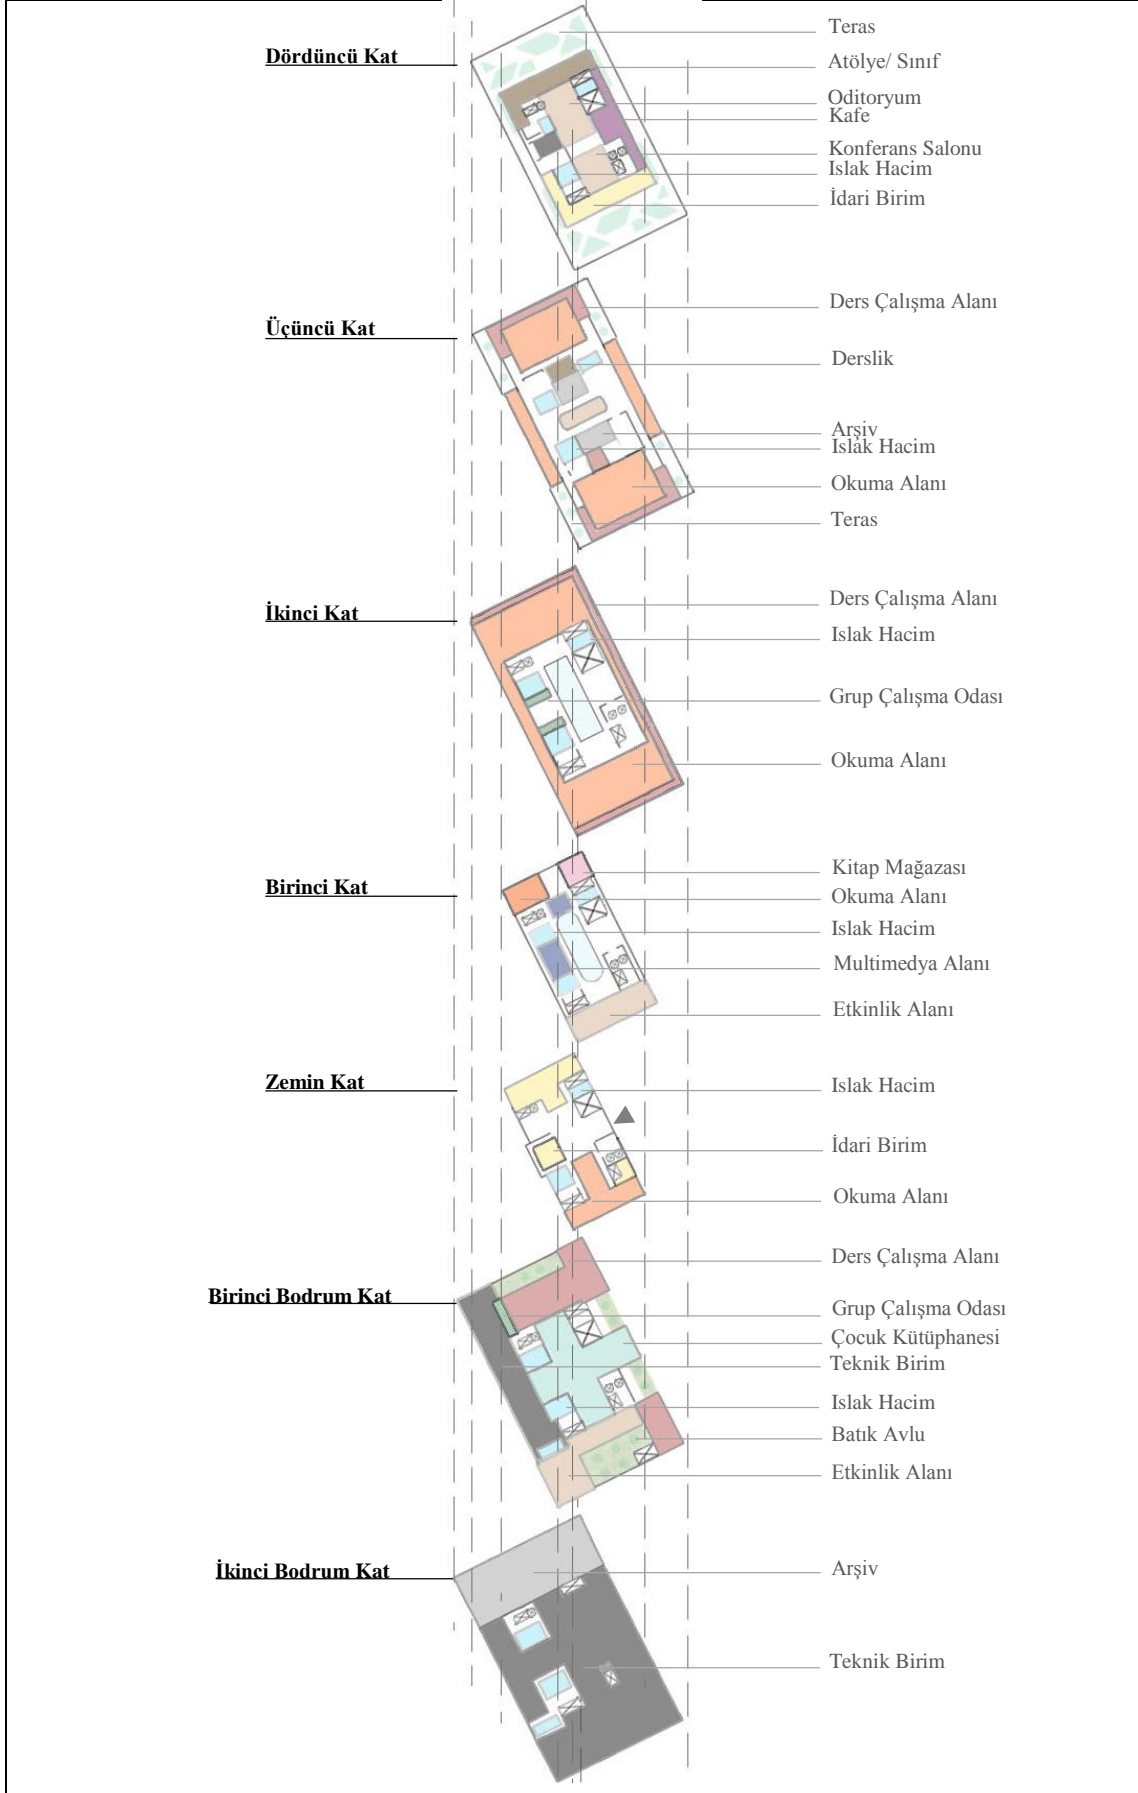 Dördüncü Kat
Teras
Atölye/ Sınıf
Oditoryum
Kafe
Konferans Salonu
Islak Hacim
İdari Birim
Üçüncü Kat
Ders Çalışma Alanı
Derslik
Arşiv
Islak Hacim
Okuma Alanı
Teras
İkinci Kat
Ders Çalışma Alanı
Islak Hacim
Grup Çalışma Odası
Okuma Alanı
Birinci Kat
Kitap Mağazası
Okuma Alanı
Islak Hacim
Multimedya Alanı
Etkinlik Alanı
Zemin Kat
Islak Hacim
İdari Birim
Okuma Alanı
Birinci Bodrum Kat
Ders Çalışma Alanı
Grup Çalışma Odası
Çocuk Kütüphanesi
Teknik Birim
Islak Hacim
Batık Avlu
Etkinlik Alanı
İkinci Bodrum Kat
Arşiv
Teknik Birim